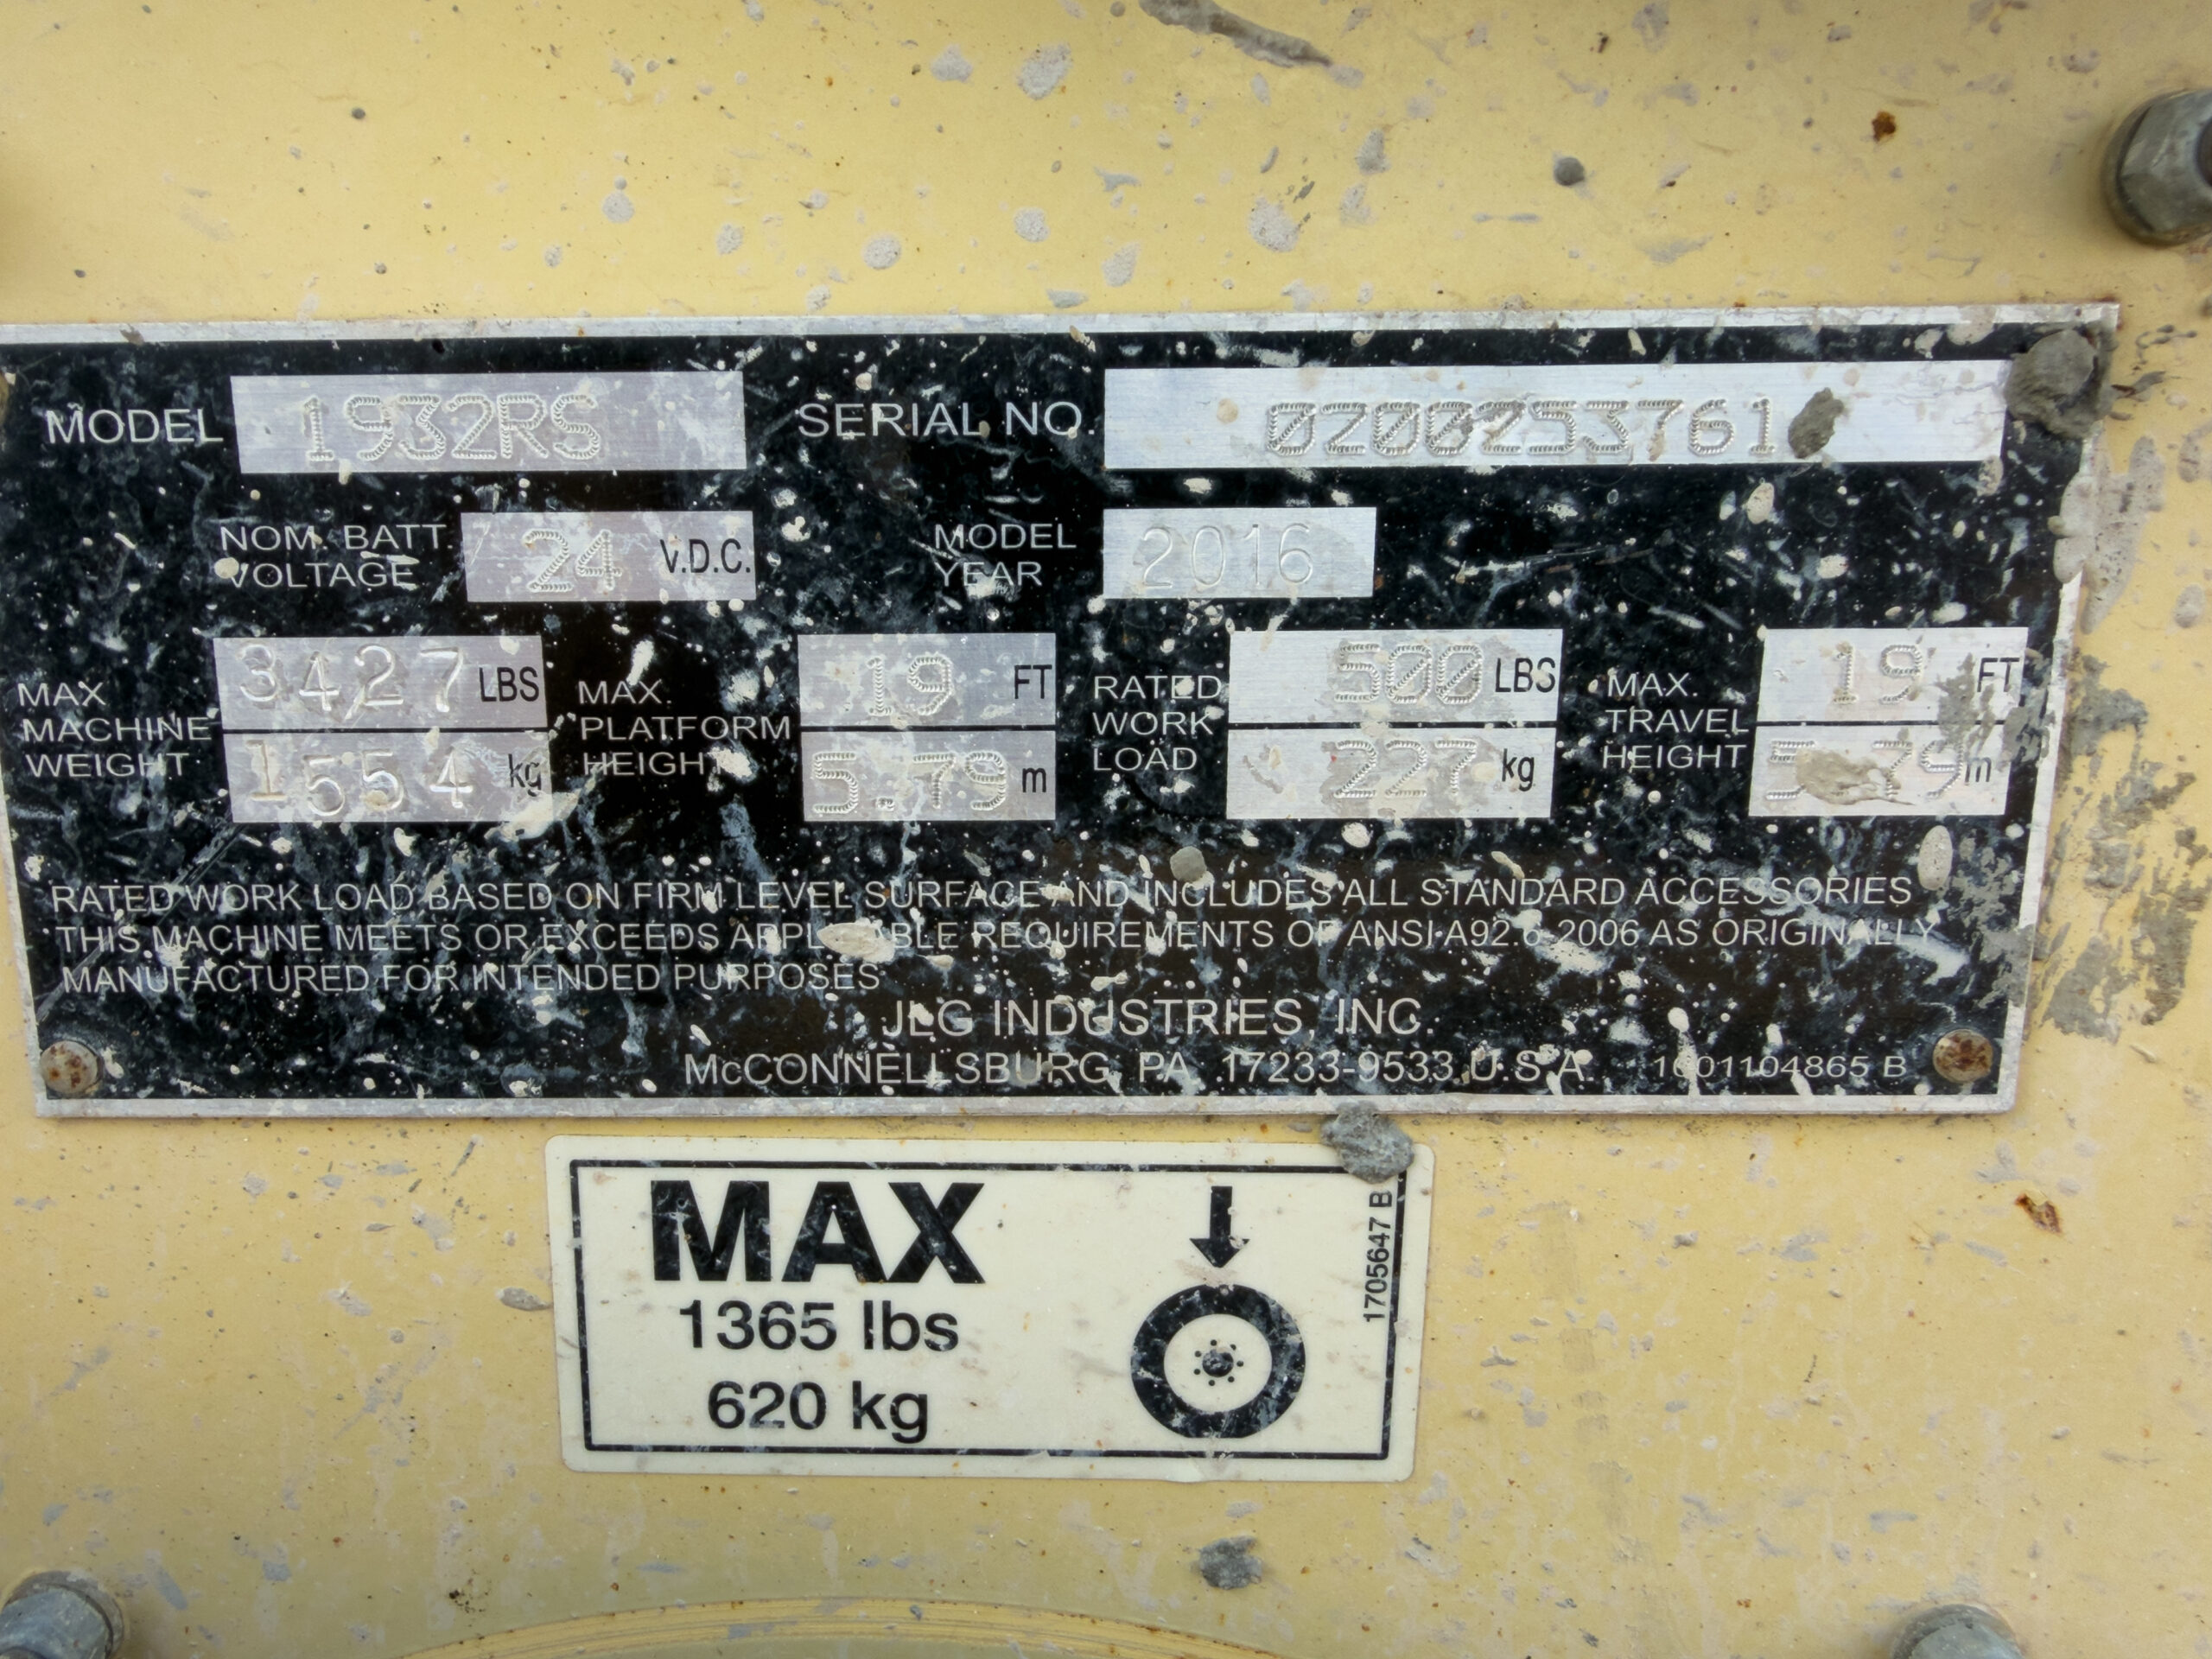 MODEL 1932RS SERIAL NO. 0200253761
NOM. BATT. VOLTAGE 24 V.D.C. MODEL YEAR 2016
MAX MACHINE WEIGHT 3427 LBS 1554 kg
MAX. PLATFORM HEIGHT 19 FT 5.79 m
RATED WORK LOAD 500 LBS 227 kg
MAX. TRAVEL HEIGHT 19 FT 5.79 m
RATED WORK LOAD BASED ON FIRM LEVEL SURFACE AND INCLUDES ALL STANDARD ACCESSORIES
THIS MACHINE MEETS OR EXCEEDS APPLICABLE REQUIREMENTS OF ANSI A92.6-2006 AS ORIGINALLY
MANUFACTURED FOR INTENDED PURPOSES
JLG INDUSTRIES, INC.
McCONNELLSBURG, PA. 17233-9533 U.S.A. 1001104865 B
MAX
1365 lbs
620 kg
1705647 B